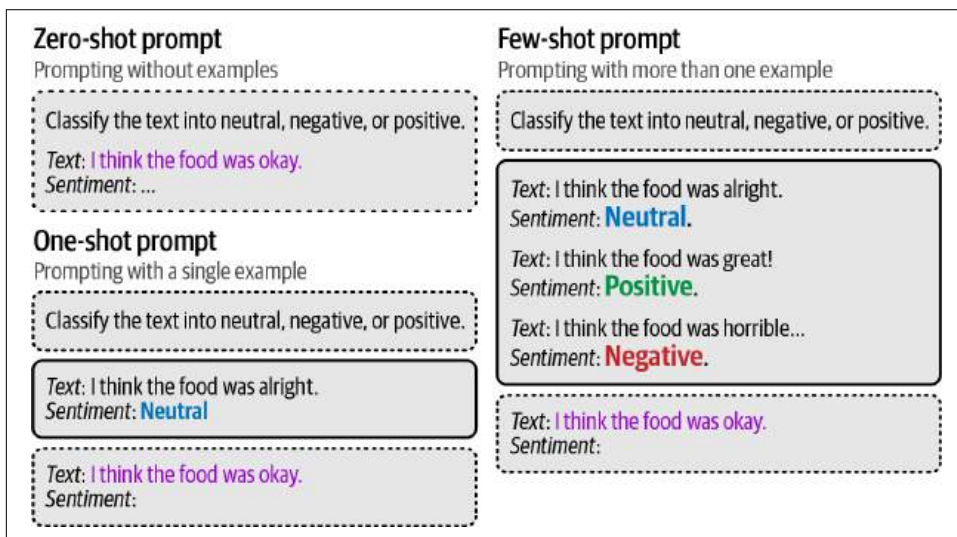 Zero-shot prompt
Prompting without examples
Classify the text into neutral, negative, or positive.
Text: I think the food was okay.
Sentiment: ...
One-shot prompt
Prompting with a single example
Classify the text into neutral, negative, or positive.
Text: I think the food was alright.
Sentiment: Neutral
Text: I think the food was okay.
Sentiment:
Few-shot prompt
Prompting with more than one example
Classify the text into neutral, negative, or positive.
Text: I think the food was alright.
Sentiment: Neutral.
Text: I think the food was great!
Sentiment: Positive.
Text: I think the food was horrible...
Sentiment: Negative.
Text: I think the food was okay.
Sentiment: